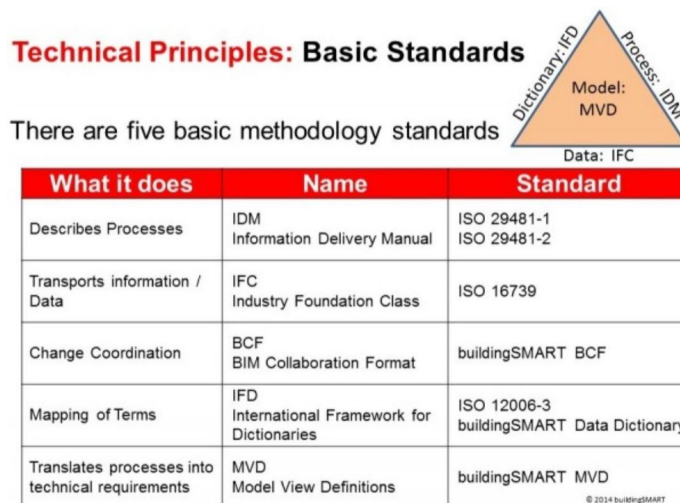 Technical Principles: Basic Standards
Dictionary: IFD
Process: IDM
Model:
MVD
Data: IFC
There are five basic methodology standards
What it does
Name
Standard
Describes Processes
IDM
Information Delivery Manual
ISO 29481-1
ISO 29481-2
Transports information /
Data
IFC
Industry Foundation Class
ISO 16739
Change Coordination
BCF
BIM Collaboration Format
buildingSMART BCF
Mapping of Terms
IFD
International Framework for
Dictionaries
ISO 12006-3
buildingSMART Data Dictionary
Translates processes into
technical requirements
MVD
Model View Definitions
buildingSMART MVD
© 2014 buildingSMART